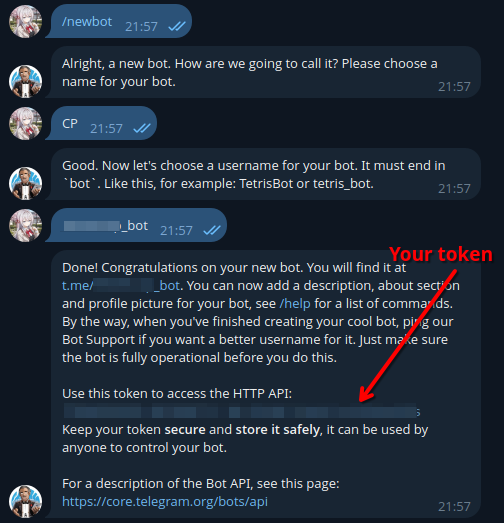 /newbot 21:57
Alright, a new bot. How are we going to call it? Please choose a
name for your bot. 21:57
CP 21:57
Good. Now let's choose a username for your bot. It must end in
`bot`. Like this, for example: TetrisBot or tetris_bot. 21:57
_bot 21:57
Your token
Done! Congratulations on your new bot. You will find it at
t.me/ _bot. You can now add a description, about section
and profile picture for your bot, see /help for a list of commands.
By the way, when you've finished creating your cool bot, ping our
Bot Support if you want a better username for it. Just make sure
the bot is fully operational before you do this.
Use this token to access the HTTP API:
Keep your token secure and store it safely, it can be used by
anyone to control your bot.
For a description of the Bot API, see this page:
https://core.telegram.org/bots/api 21:57